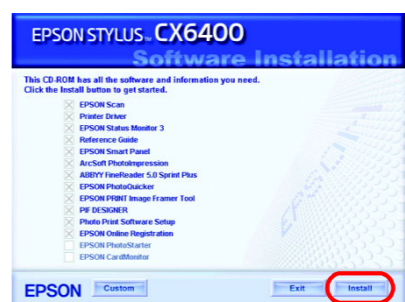 EPSON STYLUS™ CX6400
Software Installation
This CD-ROM has all the software and information you need.
Click the Install button to get started.
EPSON Scan
Printer Driver
EPSON Status Monitor 3
Reference Guide
EPSON Smart Panel
ArcSoft PhotoImpression
ABBYY FineReader 5.0 Sprint Plus
EPSON PhotoQuicker
EPSON PRINT Image Framer Tool
PIF DESIGNER
Photo Print Software Setup
EPSON Online Registration
EPSON PhotoStarter
EPSON CardMonitor
EPSON Custom Exit Install